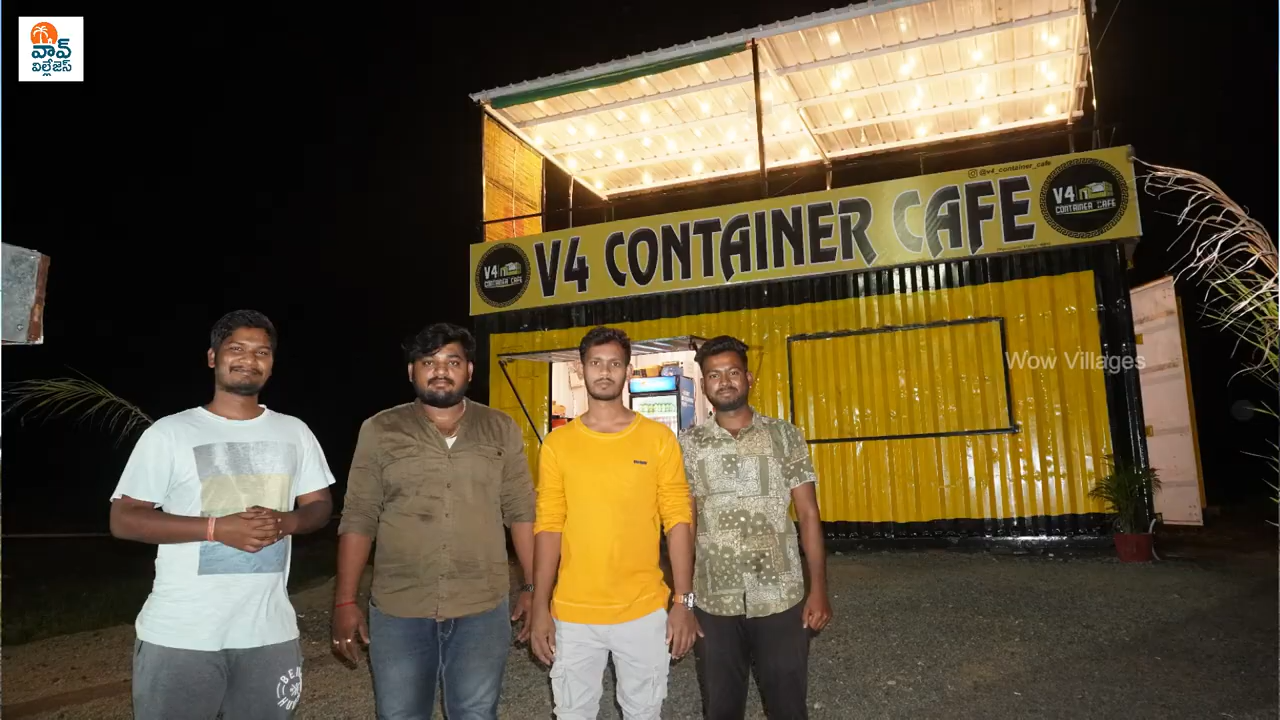 వావ్
విల్లేజెస్
@v4_container_cafe
V4 CONTAINER CAFE
V4
CONTAINER CAFE
V4
CONTAINER CAFE
Wow Villages